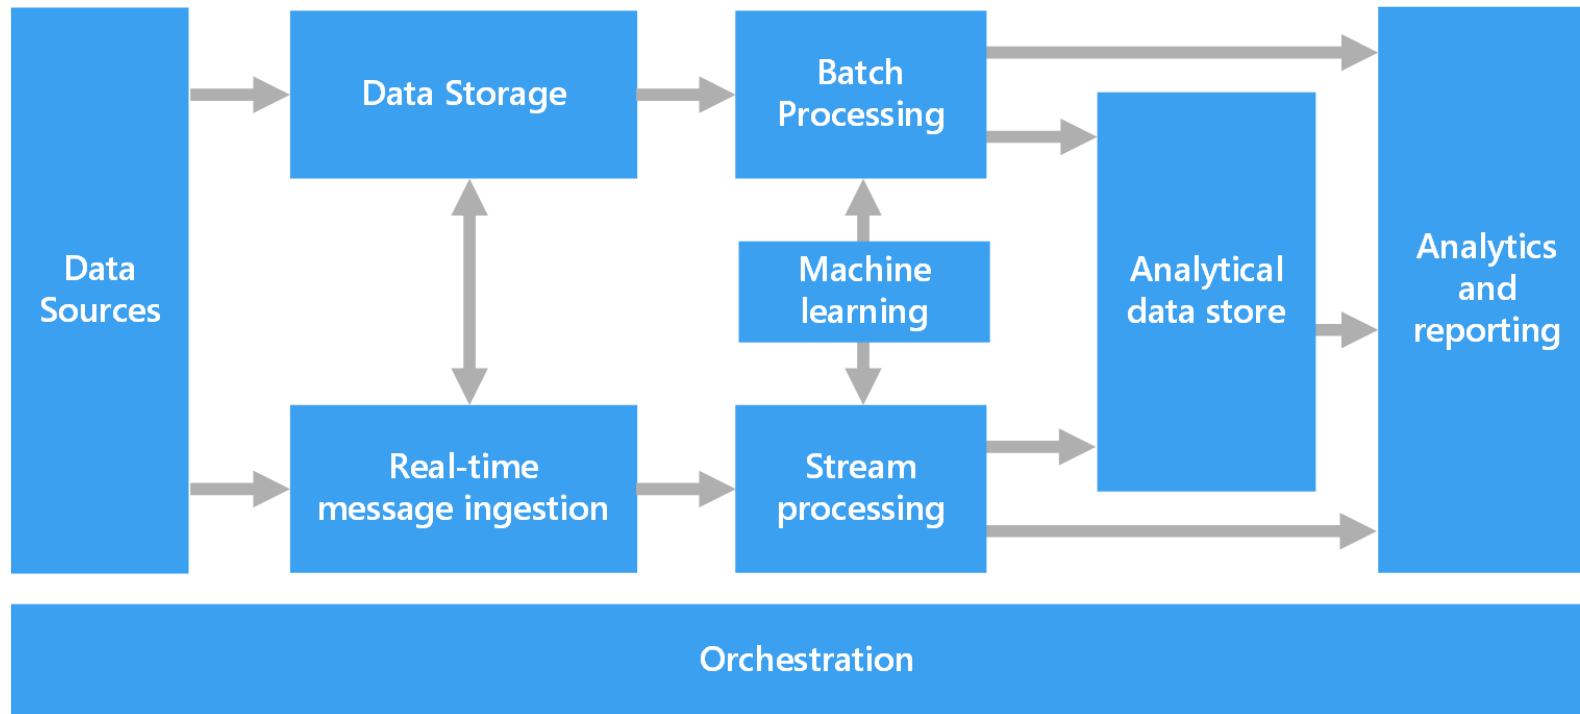 Data
Sources
Data Storage
Real-time
message ingestion
Batch
Processing
Machine
learning
Stream
processing
Analytical
data store
Analytics
and
reporting
Orchestration